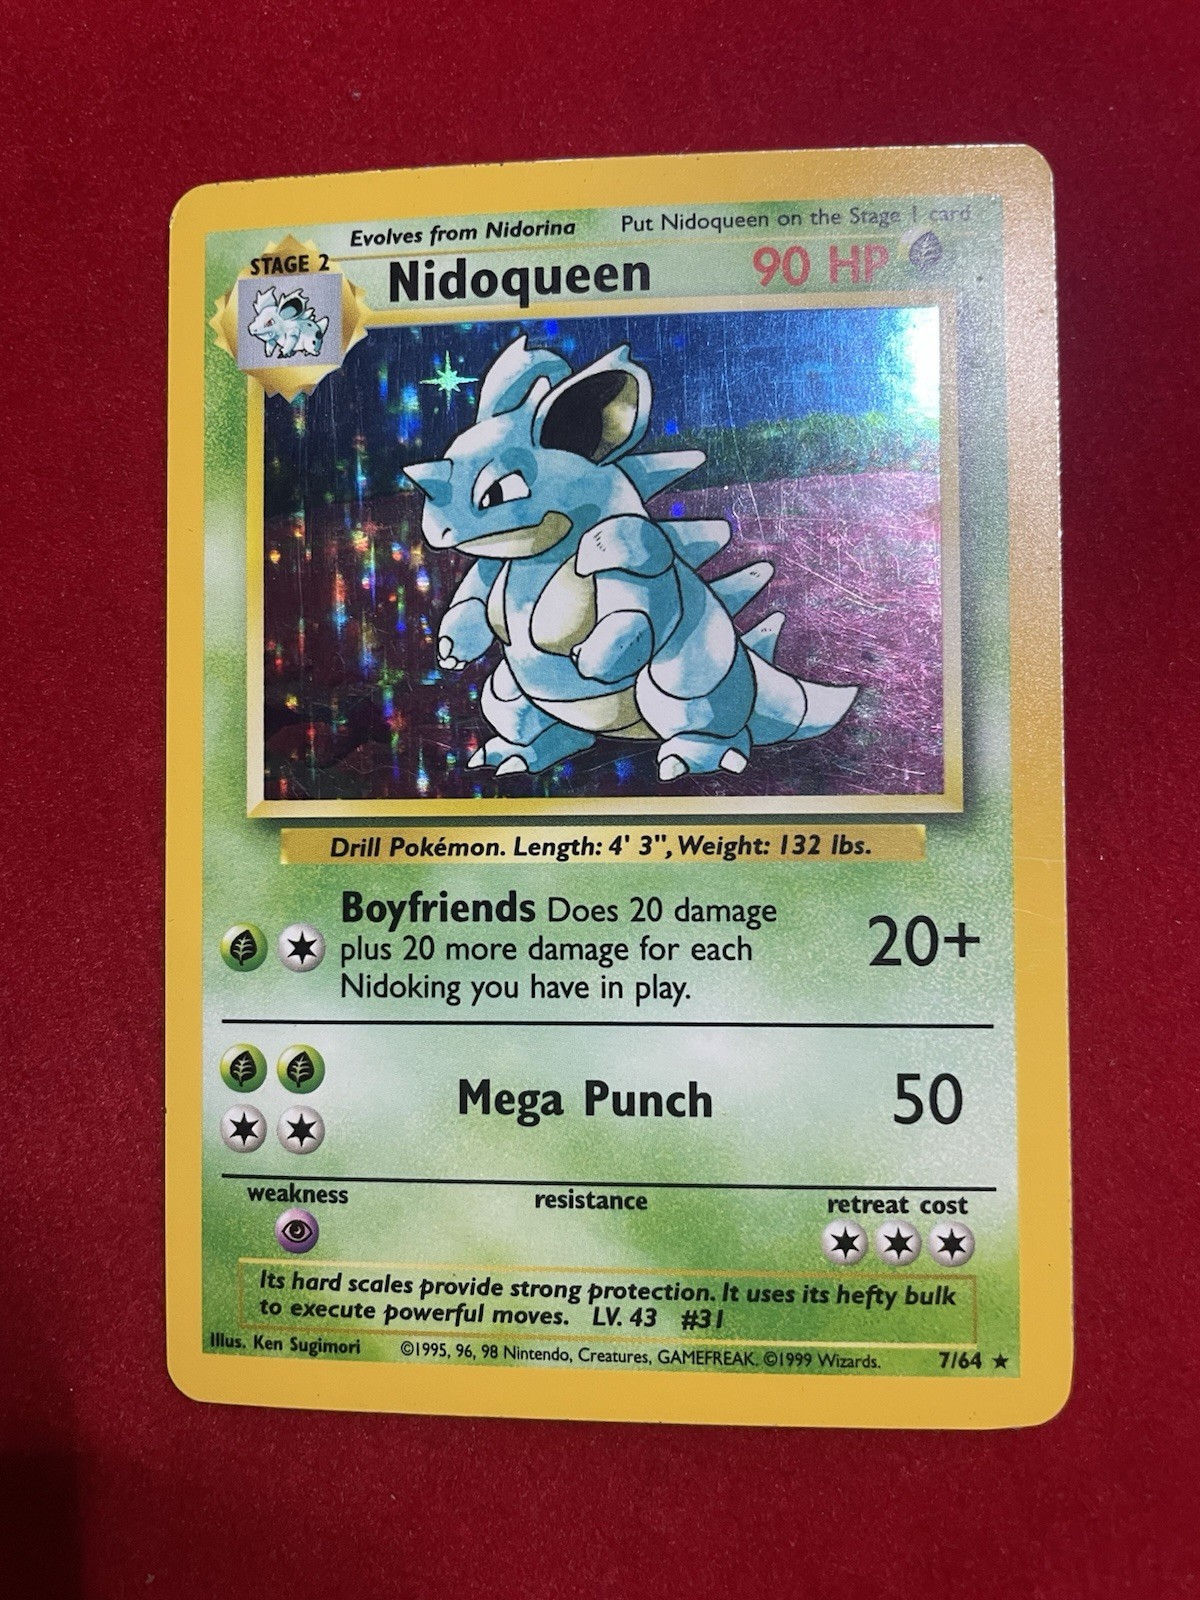 Evolves from Nidorina Put Nidoqueen on the Stage 1 card
STAGE 2
Nidoqueen 90 HP
Drill Pokémon. Length: 4' 3", Weight: 132 lbs.
Boyfriends Does 20 damage
plus 20 more damage for each
Nidoking you have in play.
20+
Mega Punch 50
weakness resistance retreat cost
Its hard scales provide strong protection. It uses its hefty bulk
to execute powerful moves. LV. 43 #31
Illus. Ken Sugimori ©1995, 96, 98 Nintendo, Creatures, GAMEFREAK. ©1999 Wizards. 7/64 ★